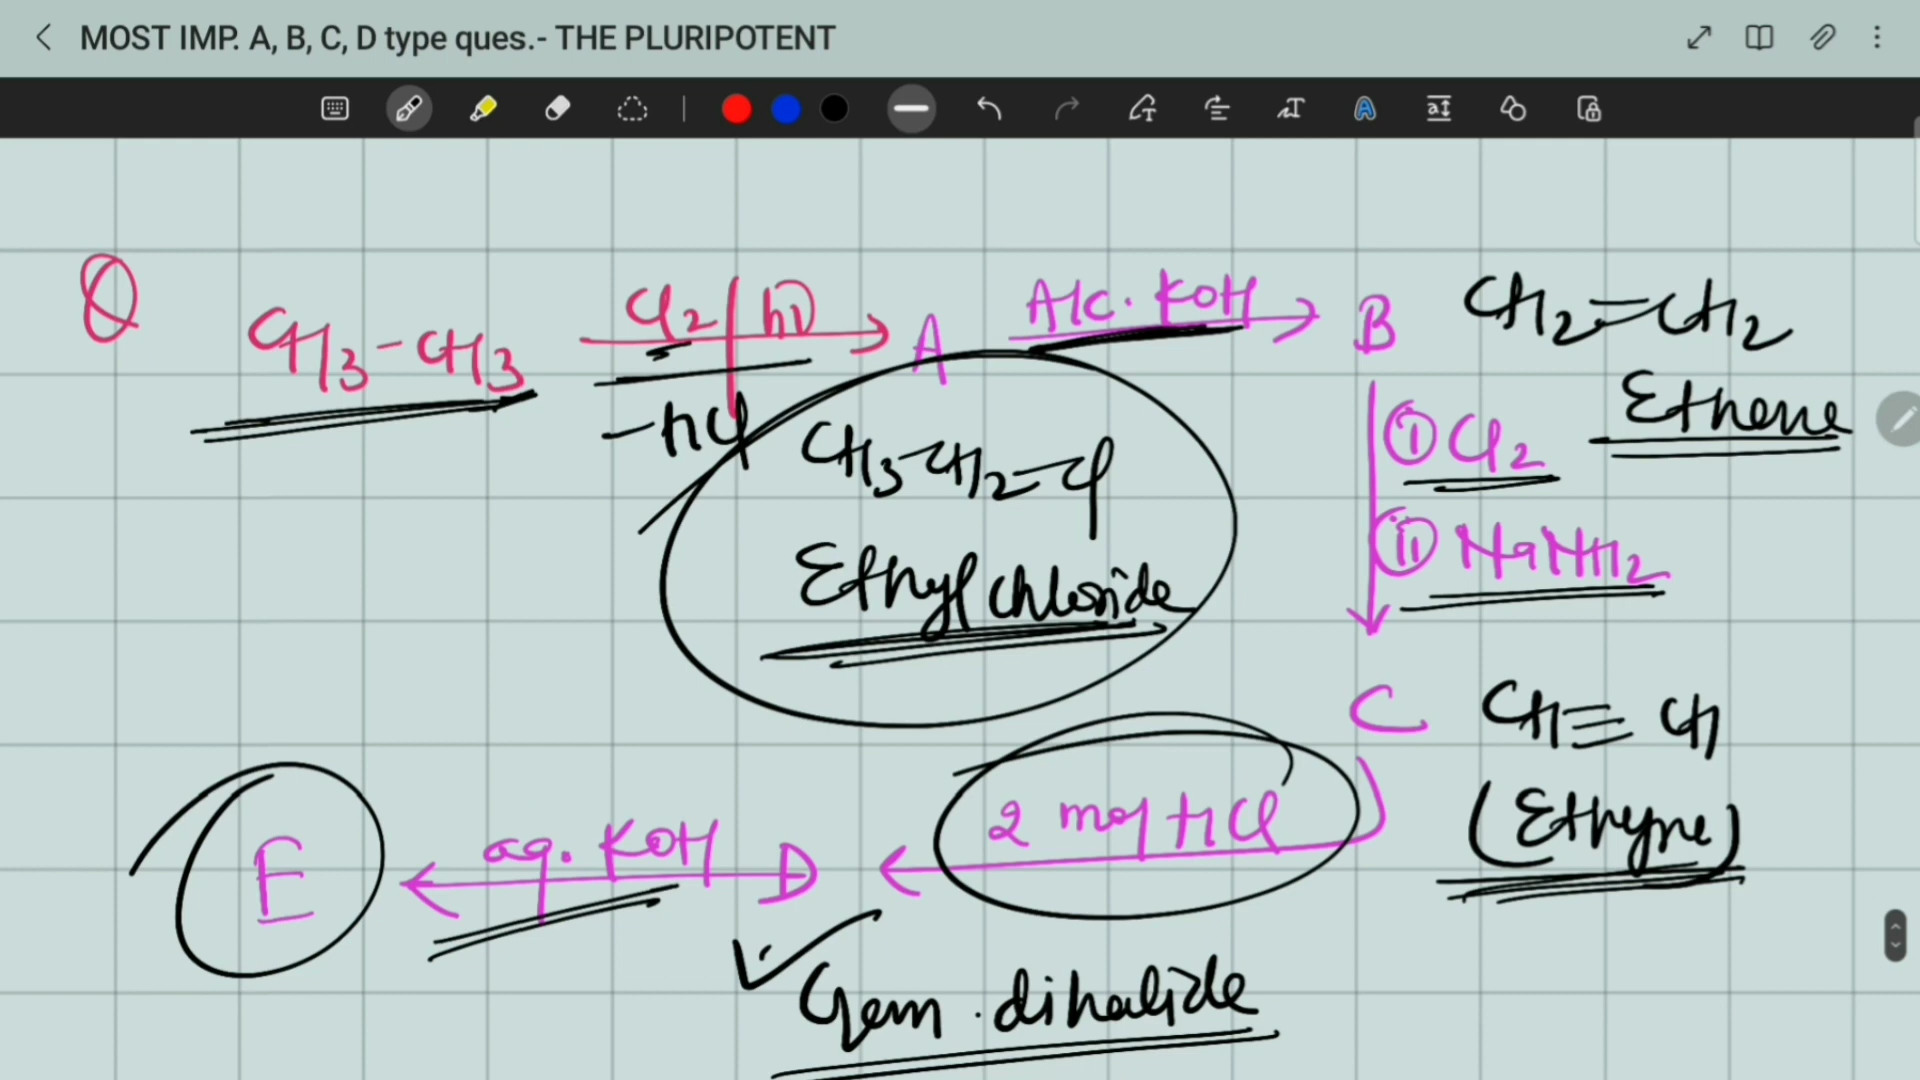 MOST IMP. A, B, C, D type ques.- THE PLURIPOTENT
Q CH3-CH3 Cl2/hν A Alc. KOH B CH2=CH2
Ethene
-HCl CH3-CH2-Cl (i) Cl2
Ethyl chloride (ii) NaNH2
C CH≡CH
(Ethyne)
E aq. KOH D 2 mol HCl
Gem. dihalide